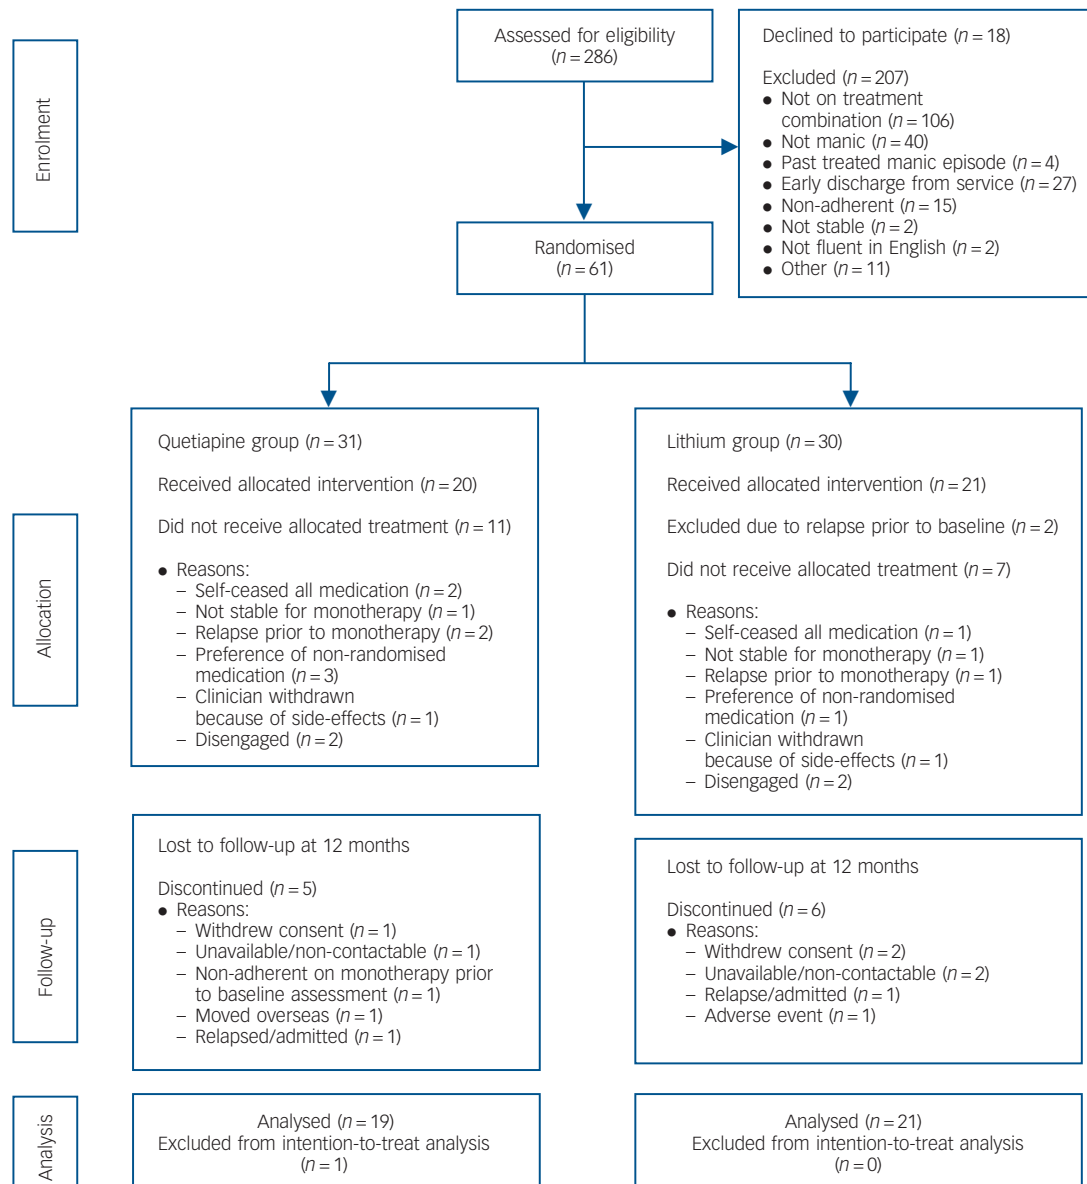 Enrolment
Assessed for eligibility
(n=286)
Declined to participate (n=18)
Excluded (n=207)
● Not on treatment
combination (n=106)
● Not manic (n=40)
● Past treated manic episode (n=4)
● Early discharge from service (n=27)
● Non-adherent (n=15)
● Not stable (n=2)
● Not fluent in English (n=2)
● Other (n=11)
Randomised
(n=61)
Allocation
Quetiapine group (n=31)
Received allocated intervention (n=20)
Did not receive allocated treatment (n=11)
● Reasons:
– Self-ceased all medication (n=2)
– Not stable for monotherapy (n=1)
– Relapse prior to monotherapy (n=2)
– Preference of non-randomised
medication (n=3)
– Clinician withdrawn
because of side-effects (n=1)
– Disengaged (n=2)
Lithium group (n=30)
Received allocated intervention (n=21)
Excluded due to relapse prior to baseline (n=2)
Did not receive allocated treatment (n=7)
● Reasons:
– Self-ceased all medication (n=1)
– Not stable for monotherapy (n=1)
– Relapse prior to monotherapy (n=1)
– Preference of non-randomised
medication (n=1)
– Clinician withdrawn
because of side-effects (n=1)
– Disengaged (n=2)
Follow-up
Lost to follow-up at 12 months
Discontinued (n=5)
● Reasons:
– Withdrew consent (n=1)
– Unavailable/non-contactable (n=1)
– Non-adherent on monotherapy prior
to baseline assessment (n=1)
– Moved overseas (n=1)
– Relapsed/admitted (n=1)
Lost to follow-up at 12 months
Discontinued (n=6)
● Reasons:
– Withdrew consent (n=2)
– Unavailable/non-contactable (n=2)
– Relapse/admitted (n=1)
– Adverse event (n=1)
Analysis
Analysed (n=19)
Excluded from intention-to-treat analysis
(n=1)
Analysed (n=21)
Excluded from intention-to-treat analysis
(n=0)